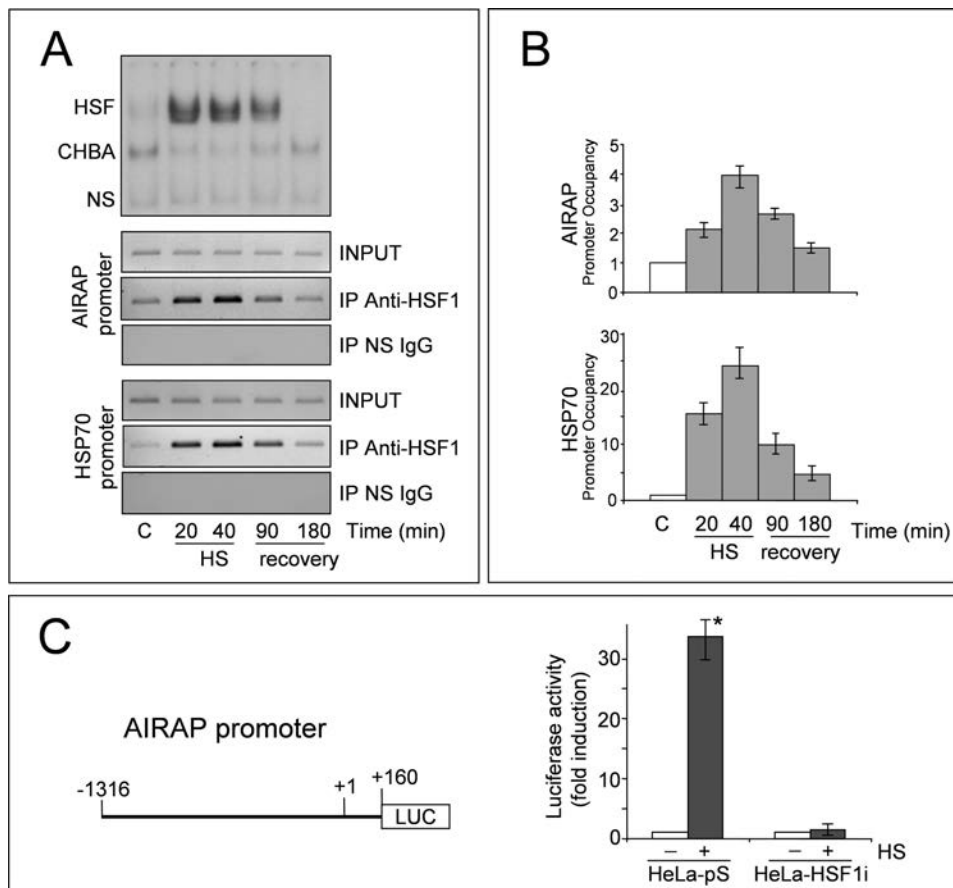 A
HSF
CHBA
NS
AIRAP promoter
INPUT
IP Anti-HSF1
IP NS IgG
HSP70 promoter
INPUT
IP Anti-HSF1
IP NS IgG
C 20 40 90 180 Time (min)
HS recovery
B
AIRAP
Promoter Occupancy
5
4
3
2
1
0
HSP70
Promoter Occupancy
30
20
10
0
C 20 40 90 180 Time (min)
HS recovery
C
AIRAP promoter
-1316 +1 +160
LUC
Luciferase activity
(fold induction)
30
20
10
0
*
– + – + HS
HeLa-pS HeLa-HSF1i